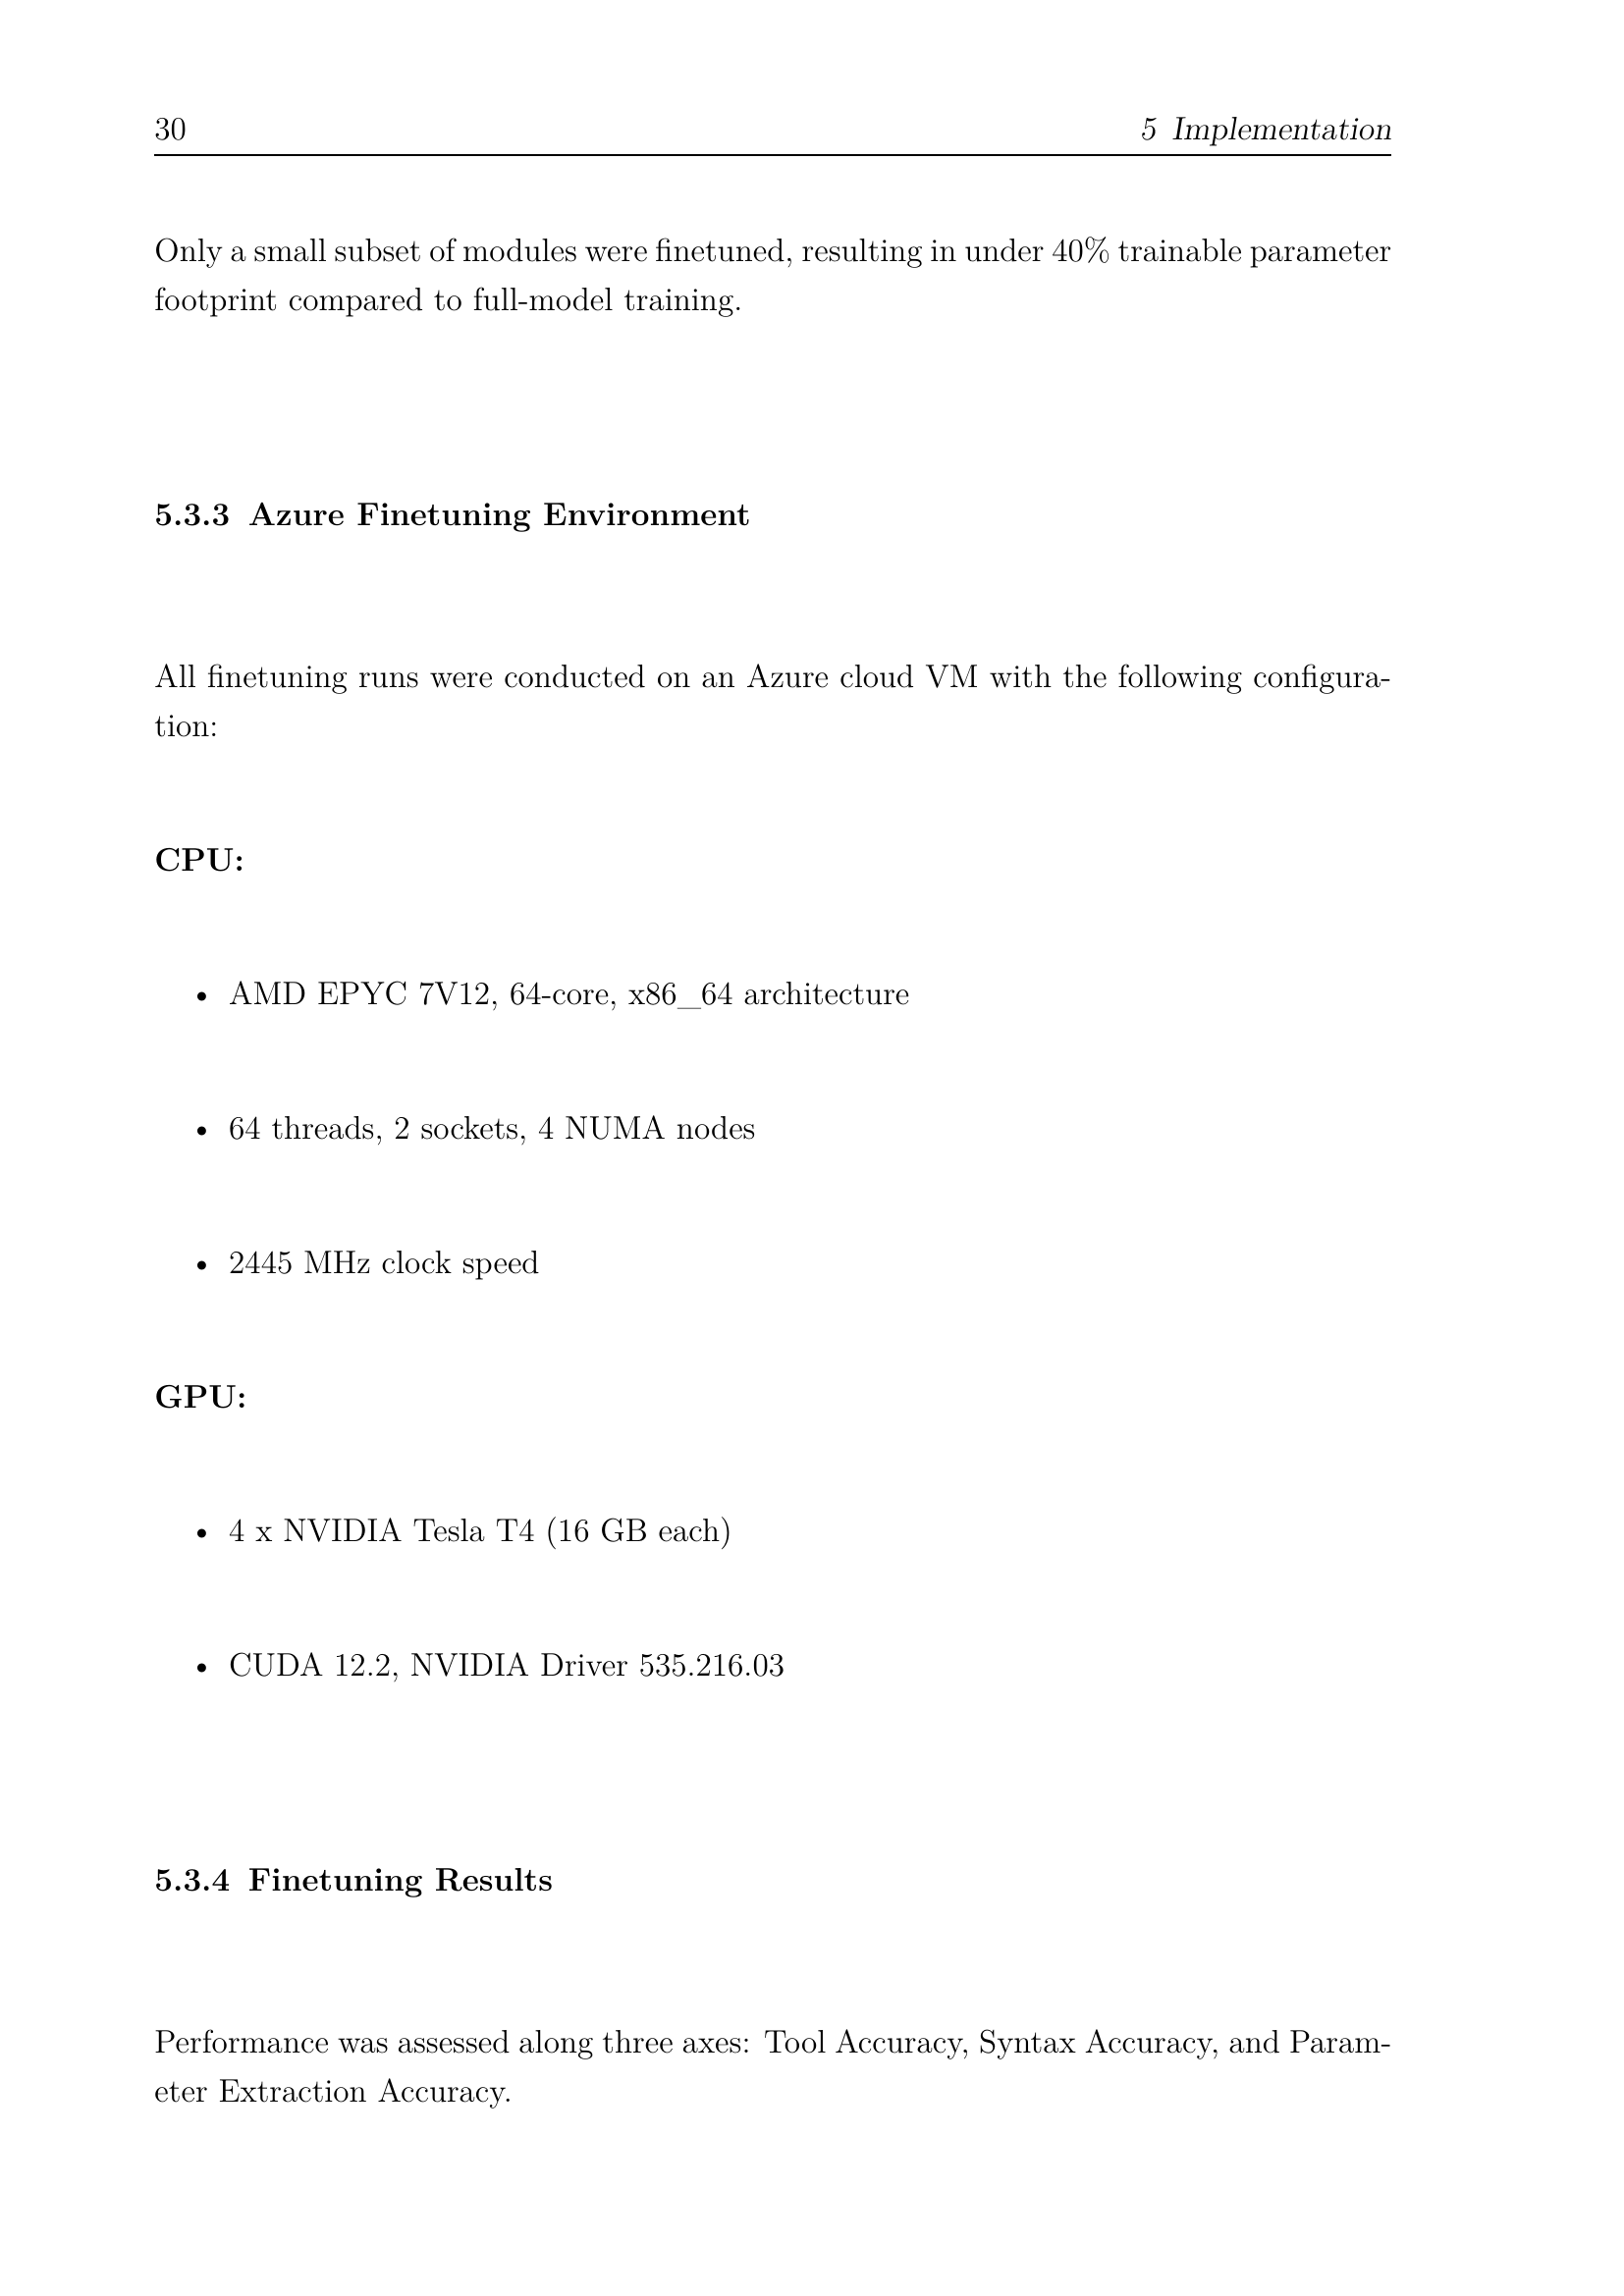 30 5 Implementation
Only a small subset of modules were finetuned, resulting in under 40% trainable parameter
footprint compared to full-model training.
5.3.3 Azure Finetuning Environment
All finetuning runs were conducted on an Azure cloud VM with the following configura-
tion:
CPU:
• AMD EPYC 7V12, 64-core, x86_64 architecture
• 64 threads, 2 sockets, 4 NUMA nodes
• 2445 MHz clock speed
GPU:
• 4 x NVIDIA Tesla T4 (16 GB each)
• CUDA 12.2, NVIDIA Driver 535.216.03
5.3.4 Finetuning Results
Performance was assessed along three axes: Tool Accuracy, Syntax Accuracy, and Param-
eter Extraction Accuracy.